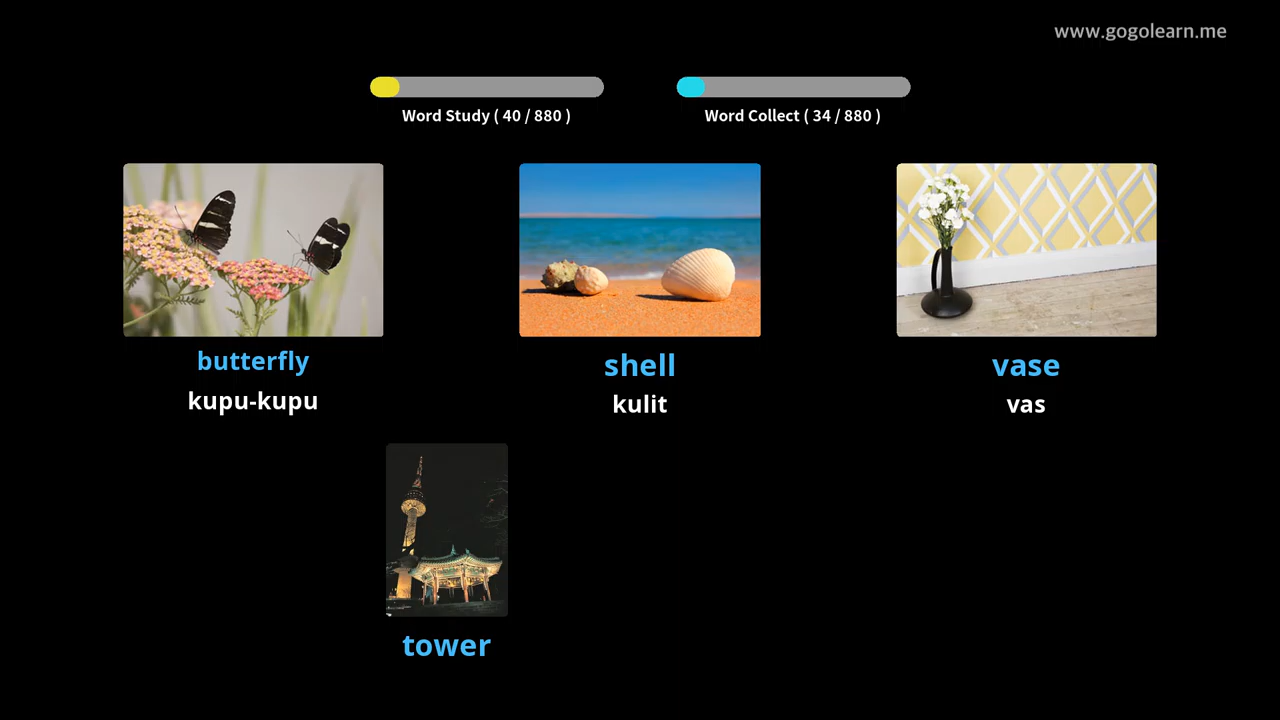 www.gogolearn.me
Word Study ( 40 / 880 )
Word Collect ( 34 / 880 )
butterfly
kupu-kupu
shell
kulit
vase
vas
tower